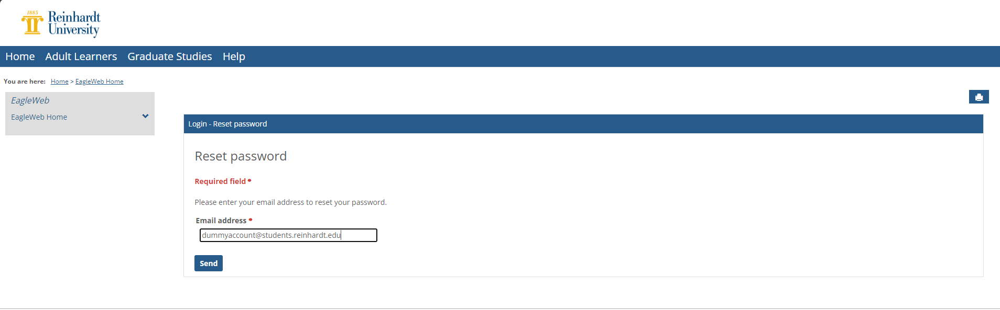 1883
Reinhardt
University
Home Adult Learners Graduate Studies Help
You are here: Home > EagleWeb Home
EagleWeb
EagleWeb Home
Login - Reset password
Reset password
Required field *
Please enter your email address to reset your password.
Email address *
dummyaccount@students.reinhardt.edu
Send